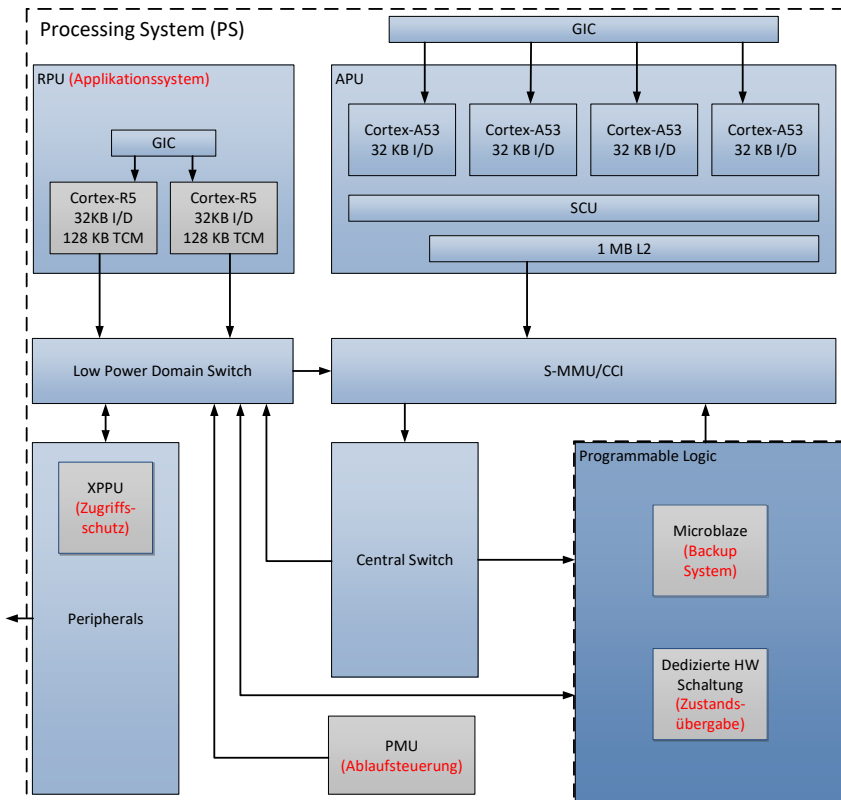 Processing System (PS)
GIC
RPU (Applikationssystem)
APU
GIC
Cortex-R5
32KB I/D
128 KB TCM
Cortex-R5
32KB I/D
128 KB TCM
Cortex-A53
32 KB I/D
Cortex-A53
32 KB I/D
Cortex-A53
32 KB I/D
Cortex-A53
32 KB I/D
SCU
1 MB L2
Low Power Domain Switch
S-MMU/CCI
XPPU
(Zugriffs-
schutz)
Peripherals
Central Switch
Programmable Logic
Microblaze
(Backup
System)
Dedizierte HW
Schaltung
(Zustands-
übergabe)
PMU
(Ablaufsteuerung)